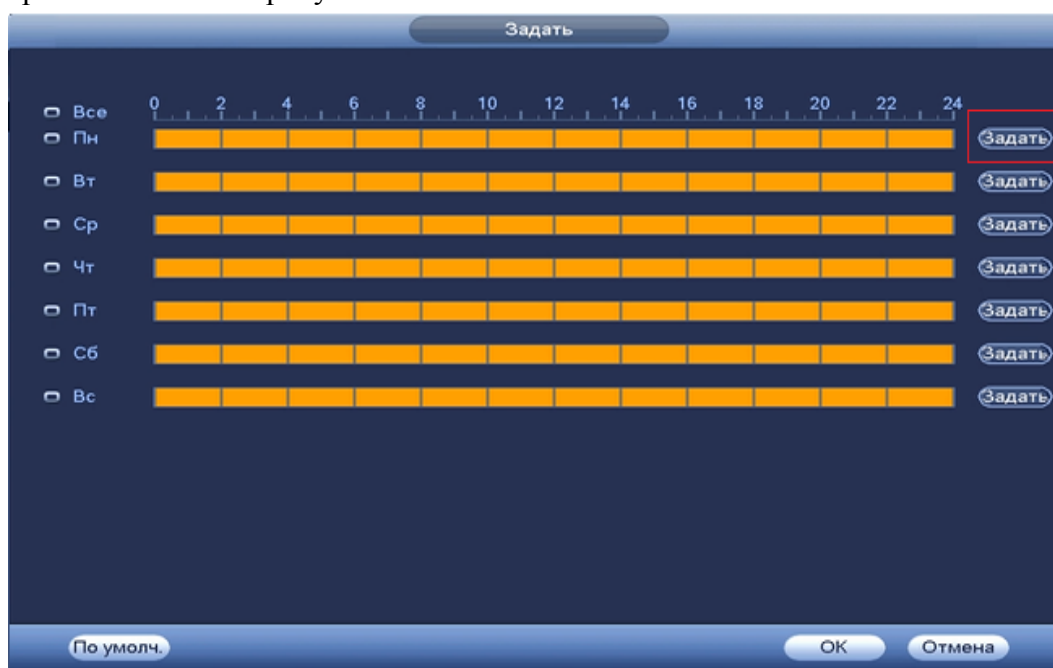 Задать
Все 0 2 4 6 8 10 12 14 16 18 20 22 24
Пн Задать
Вт Задать
Ср Задать
Чт Задать
Пт Задать
Сб Задать
Вс Задать
По умолч. OK Отмена